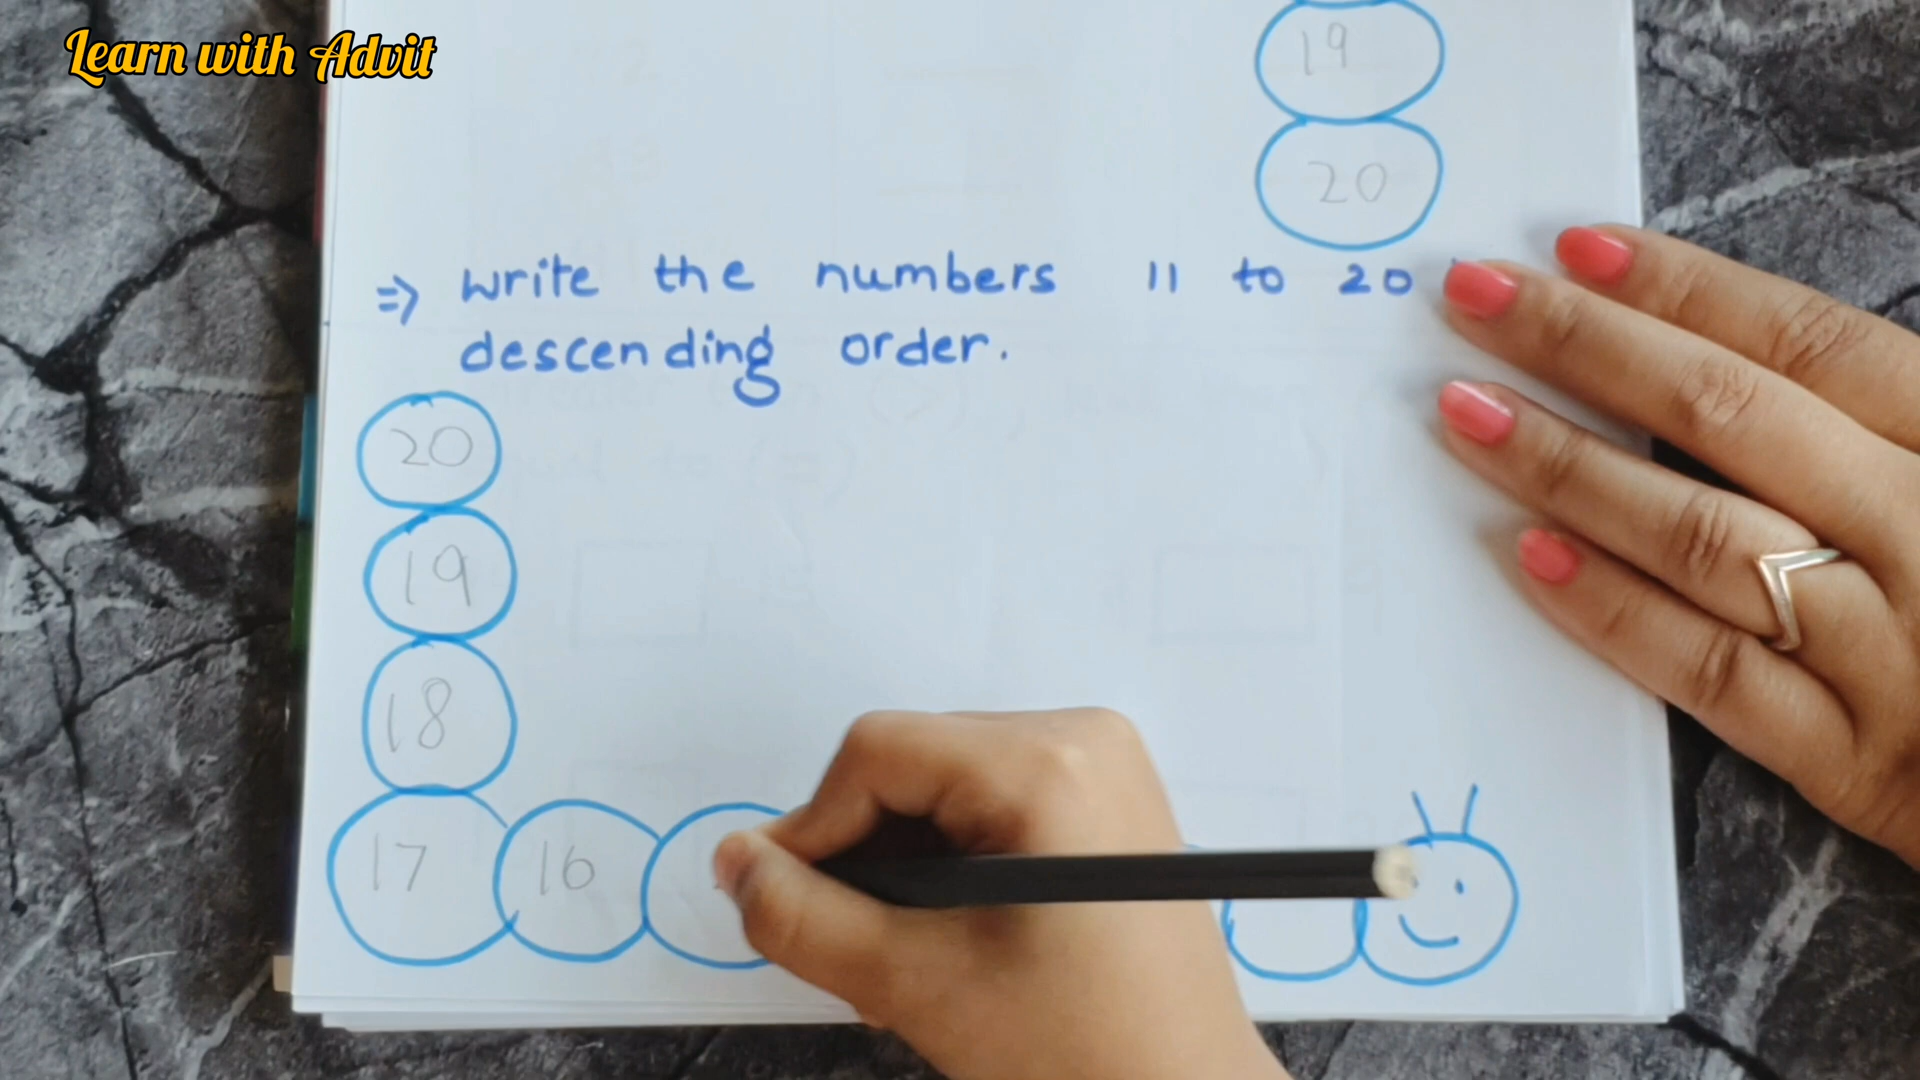 Learn with Advit
19
20
=> write the numbers 11 to 20
descending order.
20
19
18
17 16